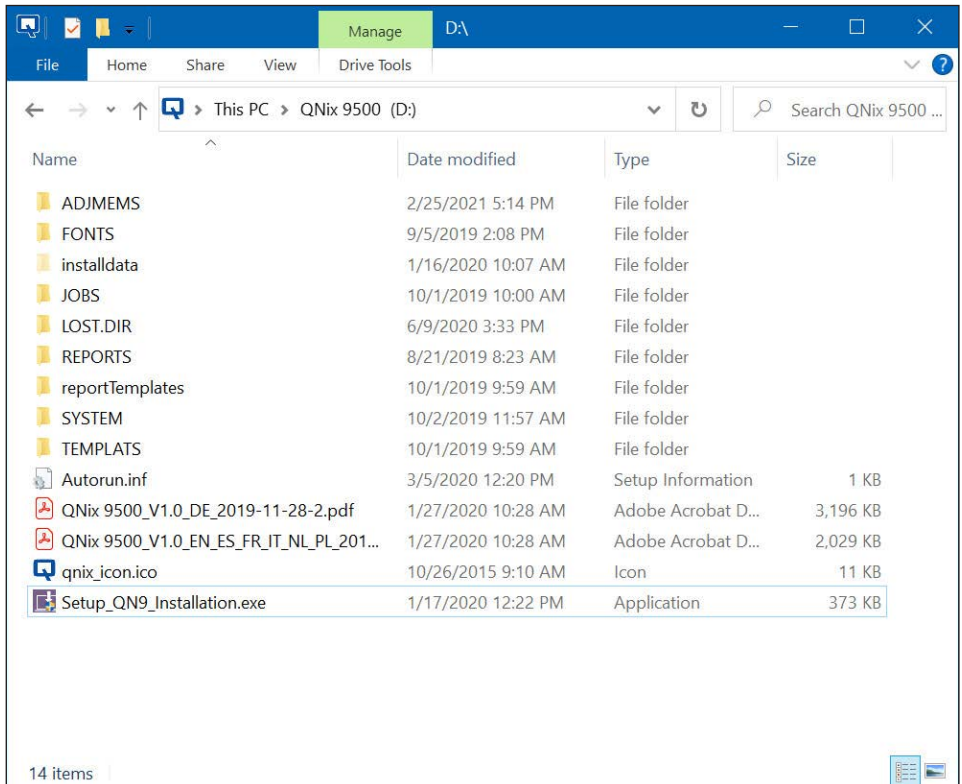 Manage D:\
File Home Share View Drive Tools
This PC > QNix 9500 (D:) Search QNix 9500 ...
Name Date modified Type Size
ADJMEMS 2/25/2021 5:14 PM File folder
FONTS 9/5/2019 2:08 PM File folder
installdata 1/16/2020 10:07 AM File folder
JOBS 10/1/2019 10:00 AM File folder
LOST.DIR 6/9/2020 3:33 PM File folder
REPORTS 8/21/2019 8:23 AM File folder
reportTemplates 10/1/2019 9:59 AM File folder
SYSTEM 10/2/2019 11:57 AM File folder
TEMPLATS 10/1/2019 9:59 AM File folder
Autorun.inf 3/5/2020 12:20 PM Setup Information 1 KB
QNix 9500_V1.0_DE_2019-11-28-2.pdf 1/27/2020 10:28 AM Adobe Acrobat D... 3,196 KB
QNix 9500_V1.0_EN_ES_FR_IT_NL_PL_201... 1/27/2020 10:28 AM Adobe Acrobat D... 2,029 KB
qnix_icon.ico 10/26/2015 9:10 AM Icon 11 KB
Setup_QN9_Installation.exe 1/17/2020 12:22 PM Application 373 KB
14 items